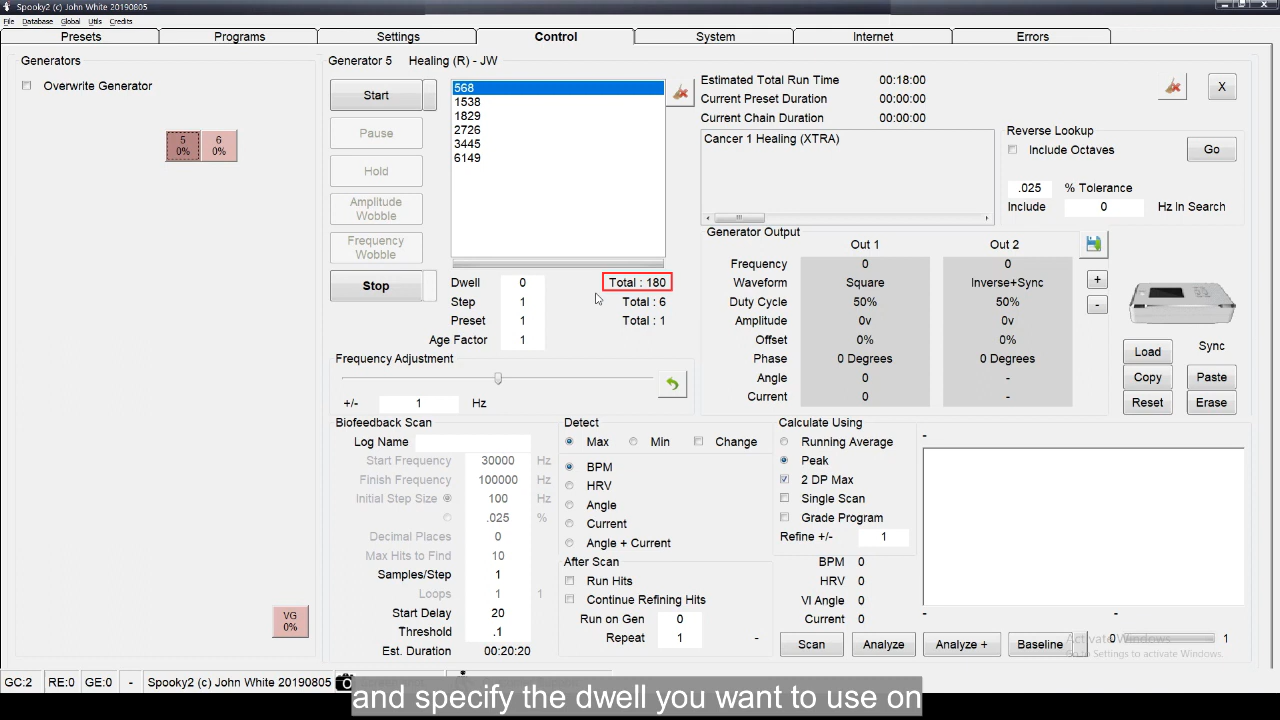 Spooky2 (c) John White 20190805
File Database Global Utils Credits
Presets Programs Settings Control System Internet Errors
Generators
Overwrite Generator
5 0%
6 0%
VG 0%
Generator 5 Healing (R) - JW
Start
Pause
Hold
Amplitude Wobble
Frequency Wobble
Stop
568
1538
1829
2726
3445
6149
Dwell 0 Total : 180
Step 1 Total : 6
Preset 1 Total : 1
Age Factor 1
Frequency Adjustment
+/- 1 Hz
Estimated Total Run Time 00:18:00
Current Preset Duration 00:00:00
Current Chain Duration 00:00:00
X
Cancer 1 Healing (XTRA)
Reverse Lookup
Include Octaves Go
.025 % Tolerance
Include 0 Hz In Search
Generator Output
Out 1 Out 2
Frequency 0 0
Waveform Square Inverse+Sync
Duty Cycle 50% 50%
Amplitude 0v 0v
Offset 0% 0%
Phase 0 Degrees 0 Degrees
Angle 0 -
Current 0 -
+
-
Load Sync
Copy Paste
Reset Erase
Biofeedback Scan
Log Name
Start Frequency 30000 Hz
Finish Frequency 100000 Hz
Initial Step Size 100 Hz
.025 %
Decimal Places 0
Max Hits to Find 10
Samples/Step 1
Loops 1 1
Start Delay 20
Threshold .1
Est. Duration 00:20:20
Detect
Max Min Change
BPM
HRV
Angle
Current
Angle + Current
After Scan
Run Hits
Continue Refining Hits
Run on Gen 0
Repeat 1 -
Calculate Using
Running Average
Peak
2 DP Max
Single Scan
Grade Program
Refine +/- 1
BPM 0
HRV 0
VI Angle 0
Current 0
-
- -
0 1
Scan Analyze Analyze + Baseline
Activate Windows
Go to Settings to activate Windows.
GC:2 RE:0 GE:0 - Spooky2 (c) John White 20190805
and specify the dwell you want to use on